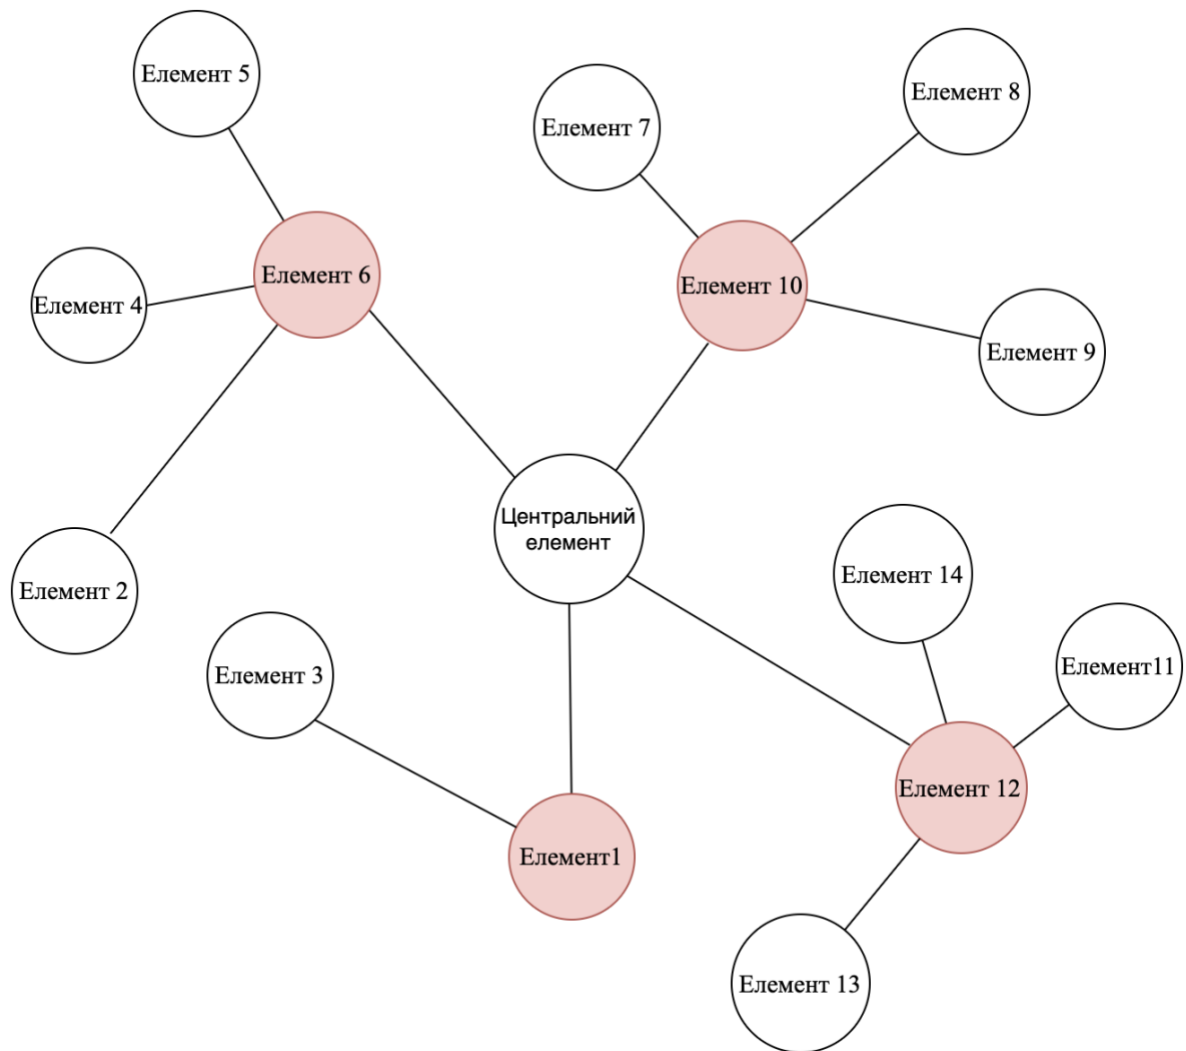 Елемент 5
Елемент 8
Елемент 7
Елемент 6
Елемент 10
Елемент 4
Елемент 9
Центральний
елемент
Елемент 14
Елемент 2
Елемент11
Елемент 3
Елемент 12
Елемент1
Елемент 13